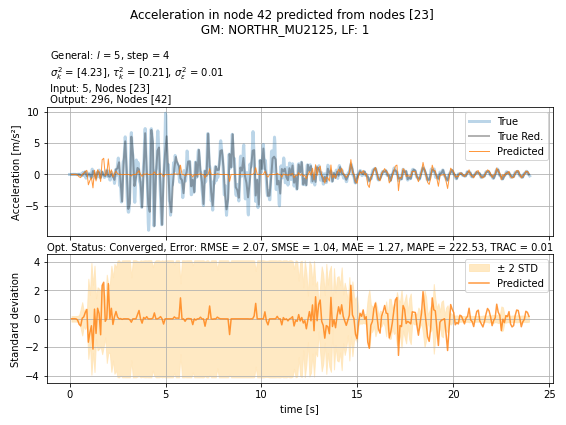 Acceleration in node 42 predicted from nodes [23]
GM: NORTHR_MU2125, LF: 1
General: l = 5, step = 4
σ²ₖ = [4.23], τ²ₖ = [0.21], σ²ε = 0.01
Input: 5, Nodes [23]
Output: 296, Nodes [42]
Acceleration [m/s²]
10
5
0
−5
True
True Red.
Predicted
Opt. Status: Converged, Error: RMSE = 2.07, SMSE = 1.04, MAE = 1.27, MAPE = 222.53, TRAC = 0.01
Standard deviation
4
2
0
−2
−4
± 2 STD
Predicted
0 5 10 15 20 25
time [s]